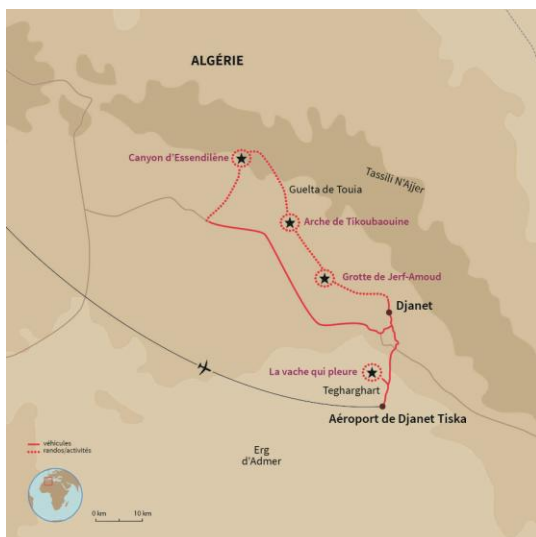 ALGÉRIE
Canyon d'Essendilène
Tassili N'Ajjer
Guelta de Touia
Arche de Tikoubaouine
Grotte de Jerf-Amoud
Djanet
La vache qui pleure
Tegharghart
Aéroport de Djanet Tiska
véhicules
randos/activités
Erg
d'Admer
0 km 10 km